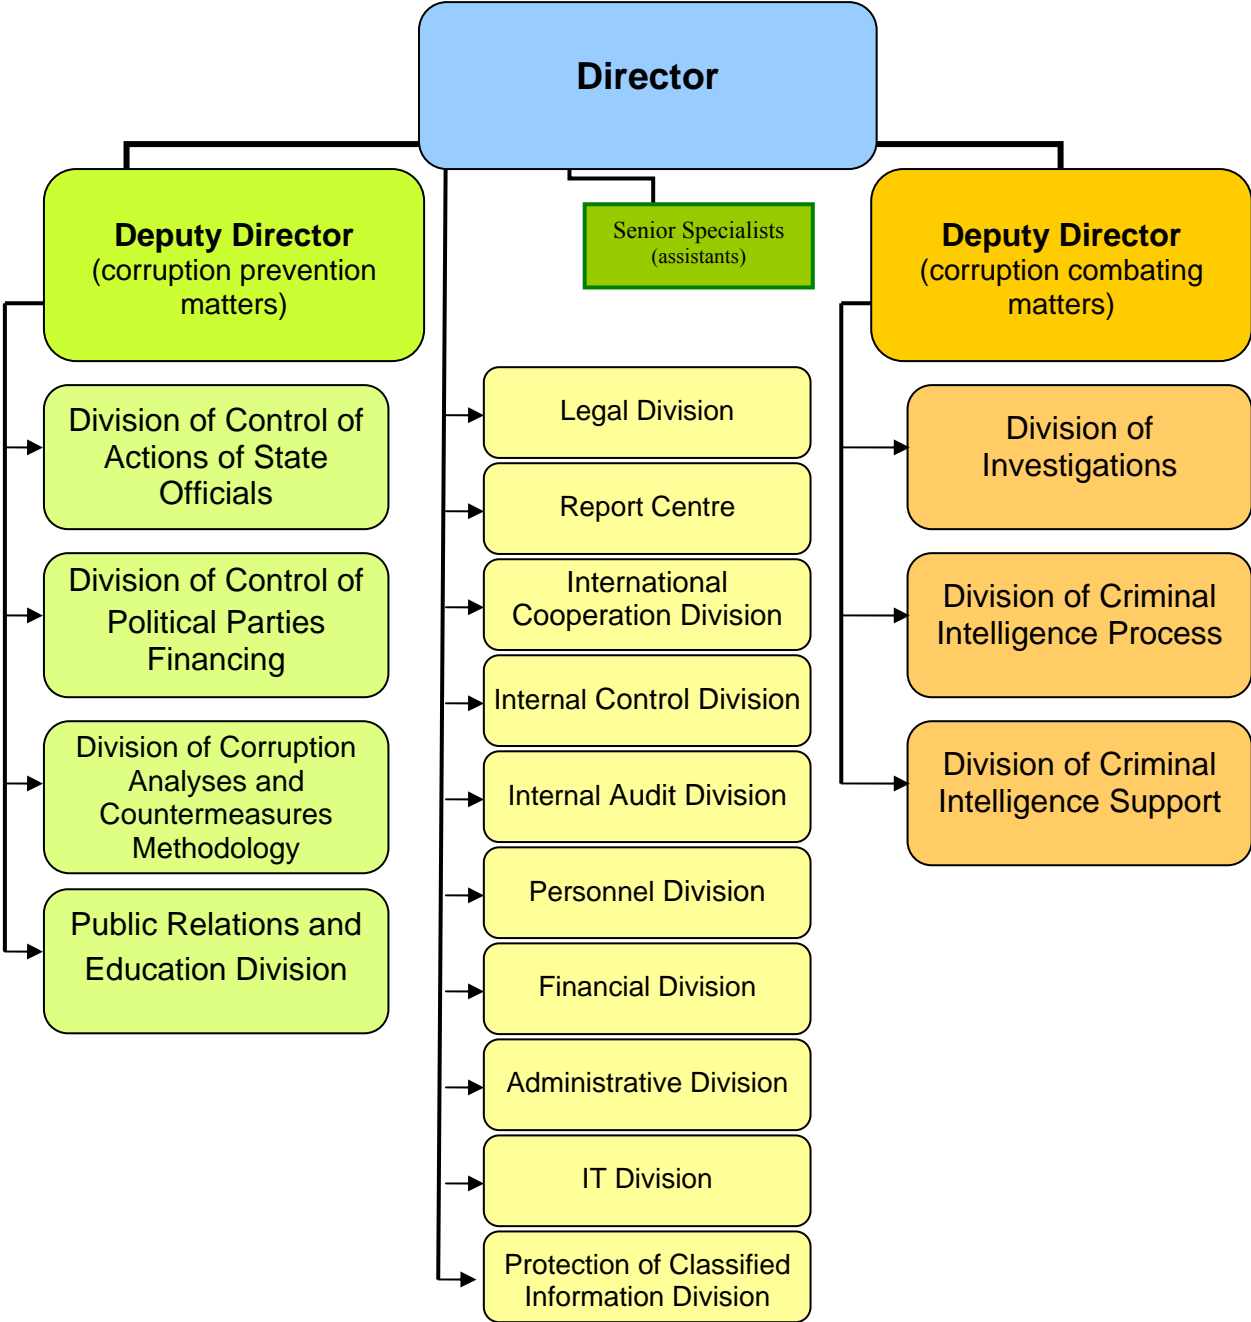 Director
Senior Specialists
(assistants)
Deputy Director
(corruption prevention
matters)
Division of Control of
Actions of State
Officials
Division of Control of
Political Parties
Financing
Division of Corruption
Analyses and
Countermeasures
Methodology
Public Relations and
Education Division
Legal Division
Report Centre
International
Cooperation Division
Internal Control Division
Internal Audit Division
Personnel Division
Financial Division
Administrative Division
IT Division
Protection of Classified
Information Division
Deputy Director
(corruption combating
matters)
Division of
Investigations
Division of Criminal
Intelligence Process
Division of Criminal
Intelligence Support